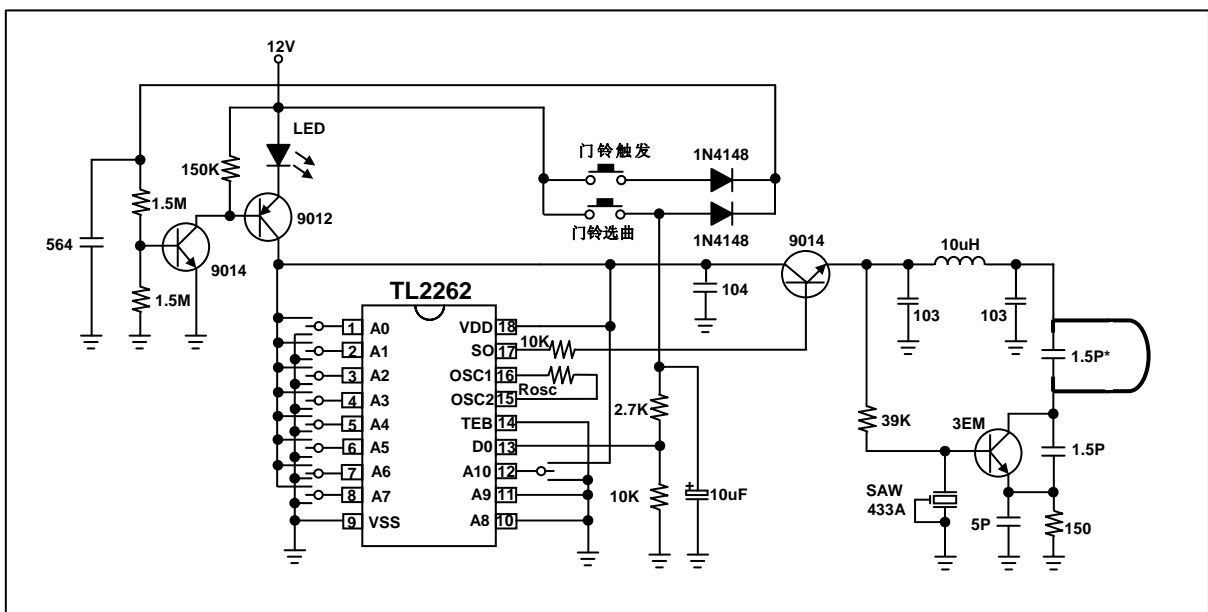 12V
LED
150K
门铃触发
1N4148
1.5M
9012
564
9014
门铃选曲
1N4148
9014
10uH
1.5M
104
103
103
TL2262
1.5P*
1 A0 VDD 18
10K
2 A1 SO 17
3 A2 OSC1 16
Rosc
4 A3 OSC2 15
5 A4 TEB 14
2.7K
39K
3EM
6 A5 D0 13
1.5P
7 A6 A10 12
8 A7 A9 11
10K
+
10uF
SAW
433A
9 VSS A8 10
5P
150